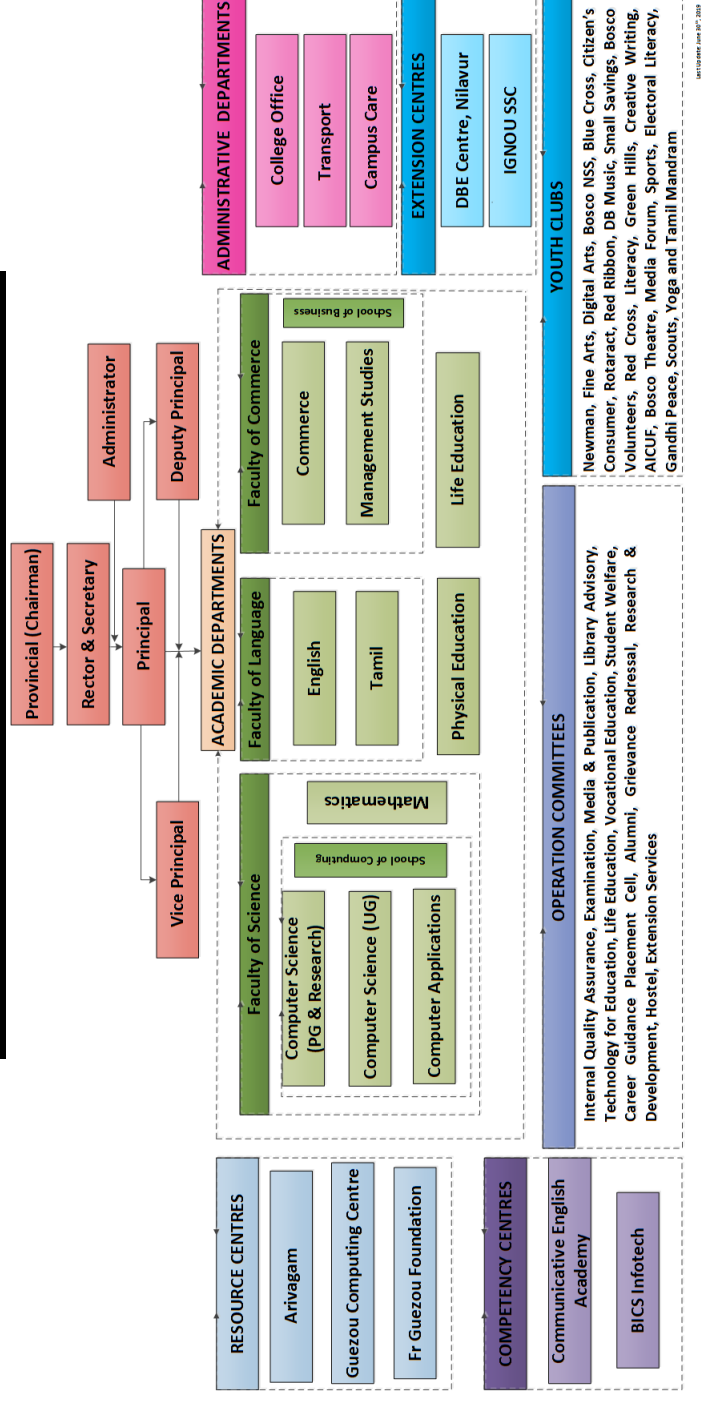 Provincial (Chairman)
Rector & Secretary
Administrator
Principal
Vice Principal
Deputy Principal
ACADEMIC DEPARTMENTS
RESOURCE CENTRES
Arivagam
Guezou Computing Centre
Fr Guezou Foundation
COMPETENCY CENTRES
Communicative English
Academy
BICS Infotech
Faculty of Science
Computer Science
(PG & Research)
Computer Science (UG)
Computer Applications
School of Computing
Mathematics
Faculty of Language
English
Tamil
Physical Education
Faculty of Commerce
Commerce
Management Studies
School of Business
Life Education
ADMINISTRATIVE DEPARTMENTS
College Office
Transport
Campus Care
EXTENSION CENTRES
DBE Centre, Nilavur
IGNOU SSC
OPERATION COMMITTEES
Internal Quality Assurance, Examination, Media & Publication, Library Advisory,
Technology for Education, Life Education, Vocational Education, Student Welfare,
Career Guidance Placement Cell, Alumni, Grievance Redressal, Research &
Development, Hostel, Extension Services
YOUTH CLUBS
Newman, Fine Arts, Digital Arts, Bosco NSS, Blue Cross, Citizen's
Consumer, Rotaract, Red Ribbon, DB Music, Small Savings, Bosco
Volunteers, Red Cross, Literacy, Green Hills, Creative Writing,
AICUF, Bosco Theatre, Media Forum, Sports, Electoral Literacy,
Gandhi Peace, Scouts, Yoga and Tamil Mandram
Last Update: June 30th, 2019